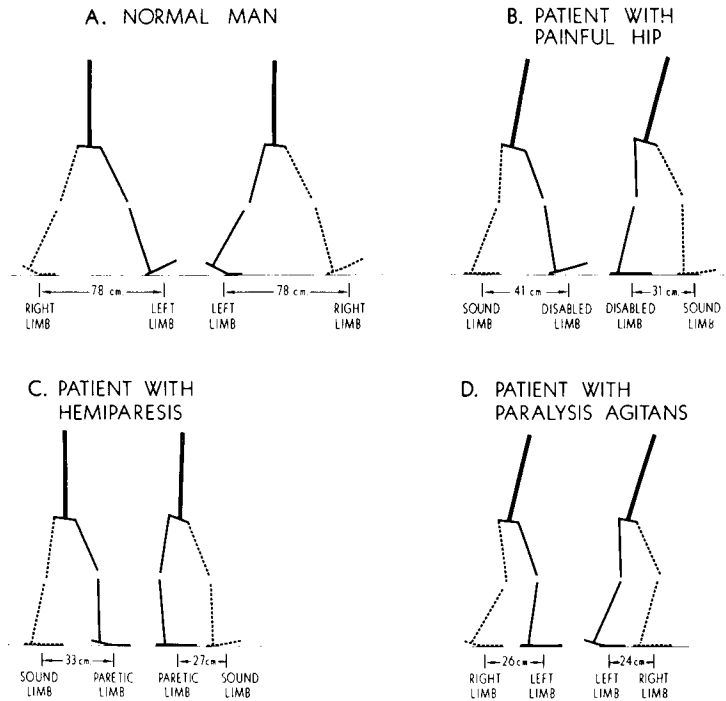 A. NORMAL MAN
78 cm.
RIGHT LIMB
LEFT LIMB
78 cm.
LEFT LIMB
RIGHT LIMB
B. PATIENT WITH
PAINFUL HIP
41 cm
SOUND LIMB
DISABLED LIMB
31 cm
DISABLED LIMB
SOUND LIMB
C. PATIENT WITH
HEMIPARESIS
33 cm
SOUND LIMB
PARETIC LIMB
27cm
PARETIC LIMB
SOUND LIMB
D. PATIENT WITH
PARALYSIS AGITANS
26 cm
RIGHT LIMB
LEFT LIMB
24 cm
LEFT LIMB
RIGHT LIMB